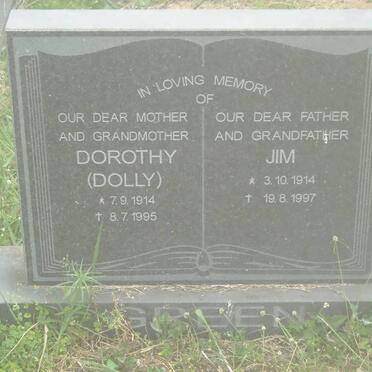 IN LOVING MEMORY
OF
OUR DEAR MOTHER
AND GRANDMOTHER
DOROTHY
(DOLLY)
* 7.9.1914
† 8.7.1995
OUR DEAR FATHER
AND GRANDFATHER
JIM
* 3.10.1914
† 19.8.1997
GREEN